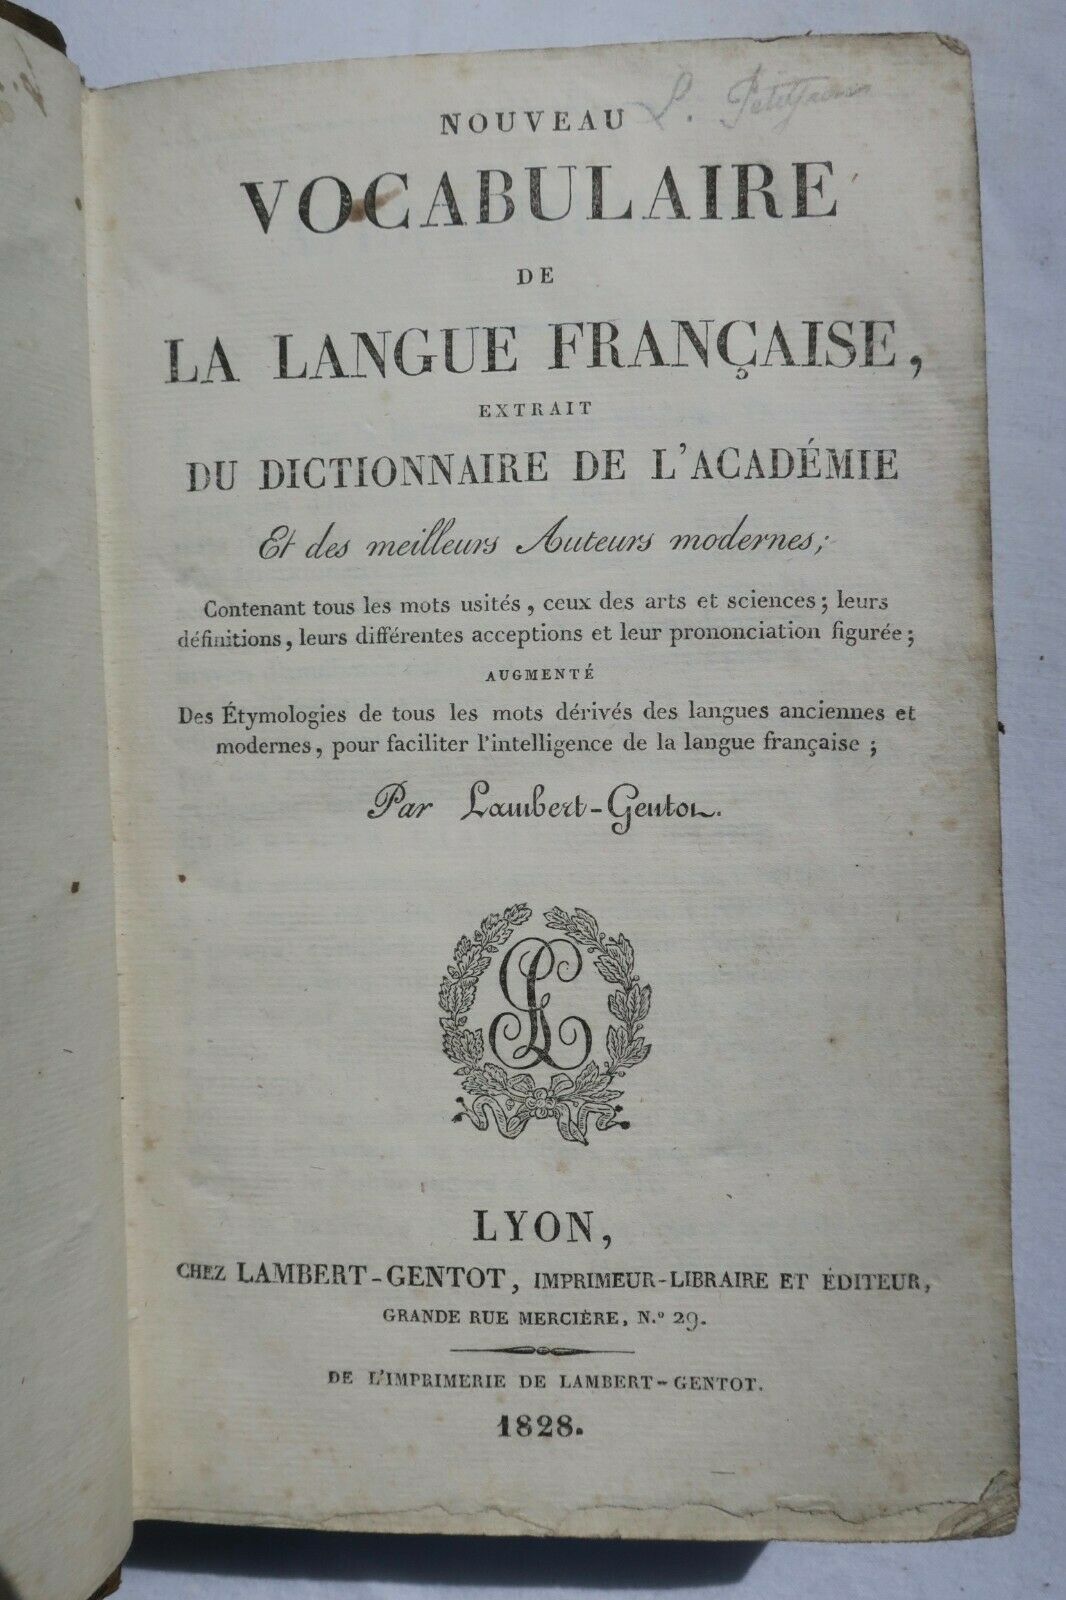 NOUVEAU
VOCABULAIRE
DE
LA LANGUE FRANÇAISE,
EXTRAIT
DU DICTIONNAIRE DE L'ACADÉMIE
Et des meilleurs Auteurs modernes;
Contenant tous les mots usités, ceux des arts et sciences; leurs
définitions, leurs différentes acceptions et leur prononciation figurée;
AUGMENTÉ
Des Étymologies de tous les mots dérivés des langues anciennes et
modernes, pour faciliter l'intelligence de la langue française;
Par Lambert-Gentot.
LYON,
CHEZ LAMBERT-GENTOT, IMPRIMEUR-LIBRAIRE ET ÉDITEUR,
GRANDE RUE MERCIÈRE, N.º 29.
DE L'IMPRIMERIE DE LAMBERT-GENTOT.
1828.